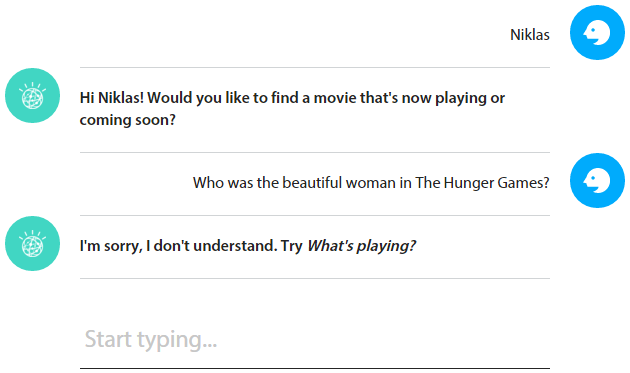 Niklas
Hi Niklas! Would you like to find a movie that's now playing or
coming soon?
Who was the beautiful woman in The Hunger Games?
I'm sorry, I don't understand. Try What's playing?
Start typing...